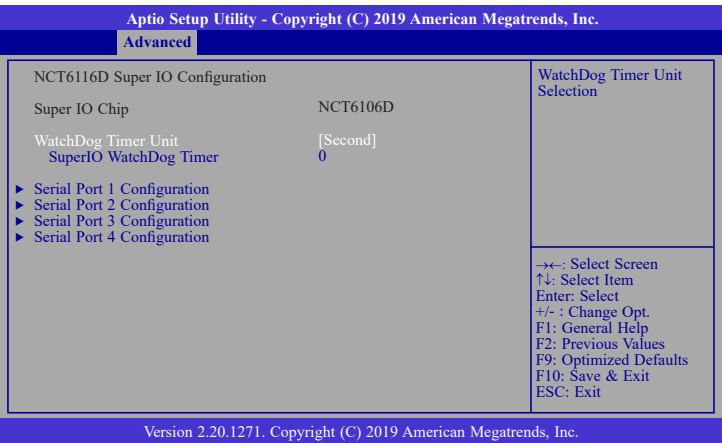 Aptio Setup Utility - Copyright (C) 2019 American Megatrends, Inc.
Advanced
NCT6116D Super IO Configuration
Super IO Chip NCT6106D
WatchDog Timer Unit [Second]
SuperIO WatchDog Timer 0
► Serial Port 1 Configuration
► Serial Port 2 Configuration
► Serial Port 3 Configuration
► Serial Port 4 Configuration
WatchDog Timer Unit
Selection
→←: Select Screen
↑↓: Select Item
Enter: Select
+/- : Change Opt.
F1: General Help
F2: Previous Values
F9: Optimized Defaults
F10: Save & Exit
ESC: Exit
Version 2.20.1271. Copyright (C) 2019 American Megatrends, Inc.